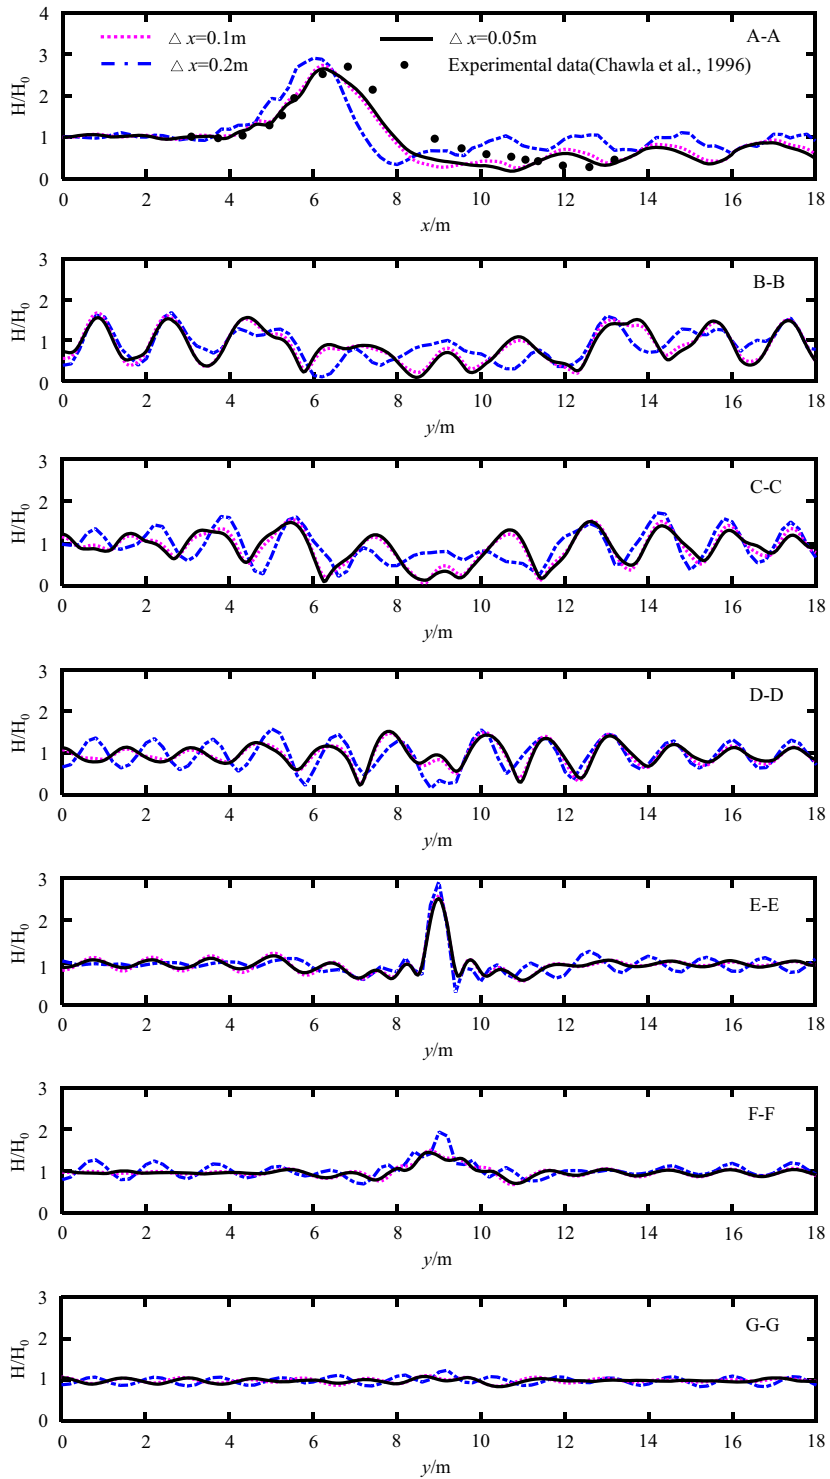 △ x=0.1m △ x=0.05m A-A
△ x=0.2m Experimental data(Chawla et al., 1996)
H/H0
4
3
2
1
0
0 2 4 6 8 10 12 14 16 18
x/m
B-B
H/H0
3
2
1
0
0 2 4 6 8 10 12 14 16 18
y/m
C-C
H/H0
3
2
1
0
0 2 4 6 8 10 12 14 16 18
y/m
D-D
H/H0
3
2
1
0
0 2 4 6 8 10 12 14 16 18
y/m
E-E
H/H0
3
2
1
0
0 2 4 6 8 10 12 14 16 18
y/m
F-F
H/H0
3
2
1
0
0 2 4 6 8 10 12 14 16 18
y/m
G-G
H/H0
3
2
1
0
0 2 4 6 8 10 12 14 16 18
y/m